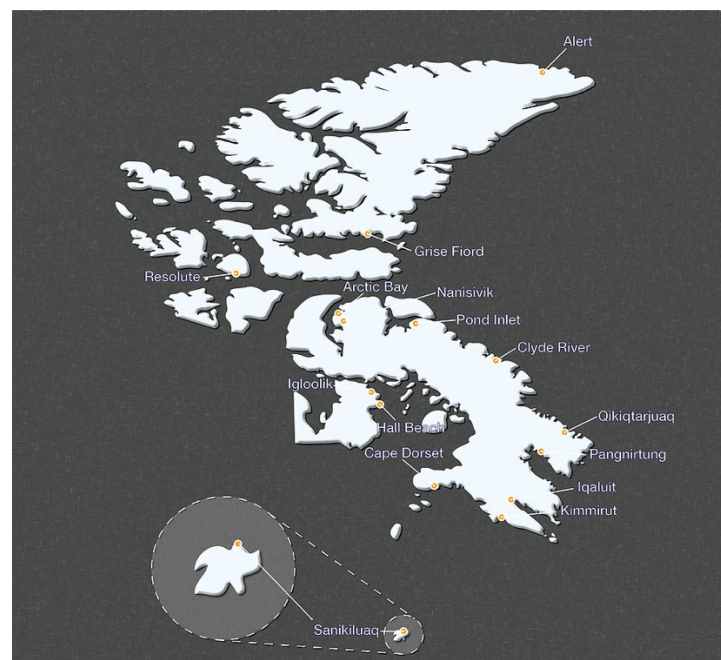 Alert
Grise Fiord
Resolute
Arctic Bay
Nanisivik
Pond Inlet
Clyde River
Igloolik
Hall Beach
Qikiqtarjuaq
Cape Dorset
Pangnirtung
Iqaluit
Kimmirut
Sanikiluaq